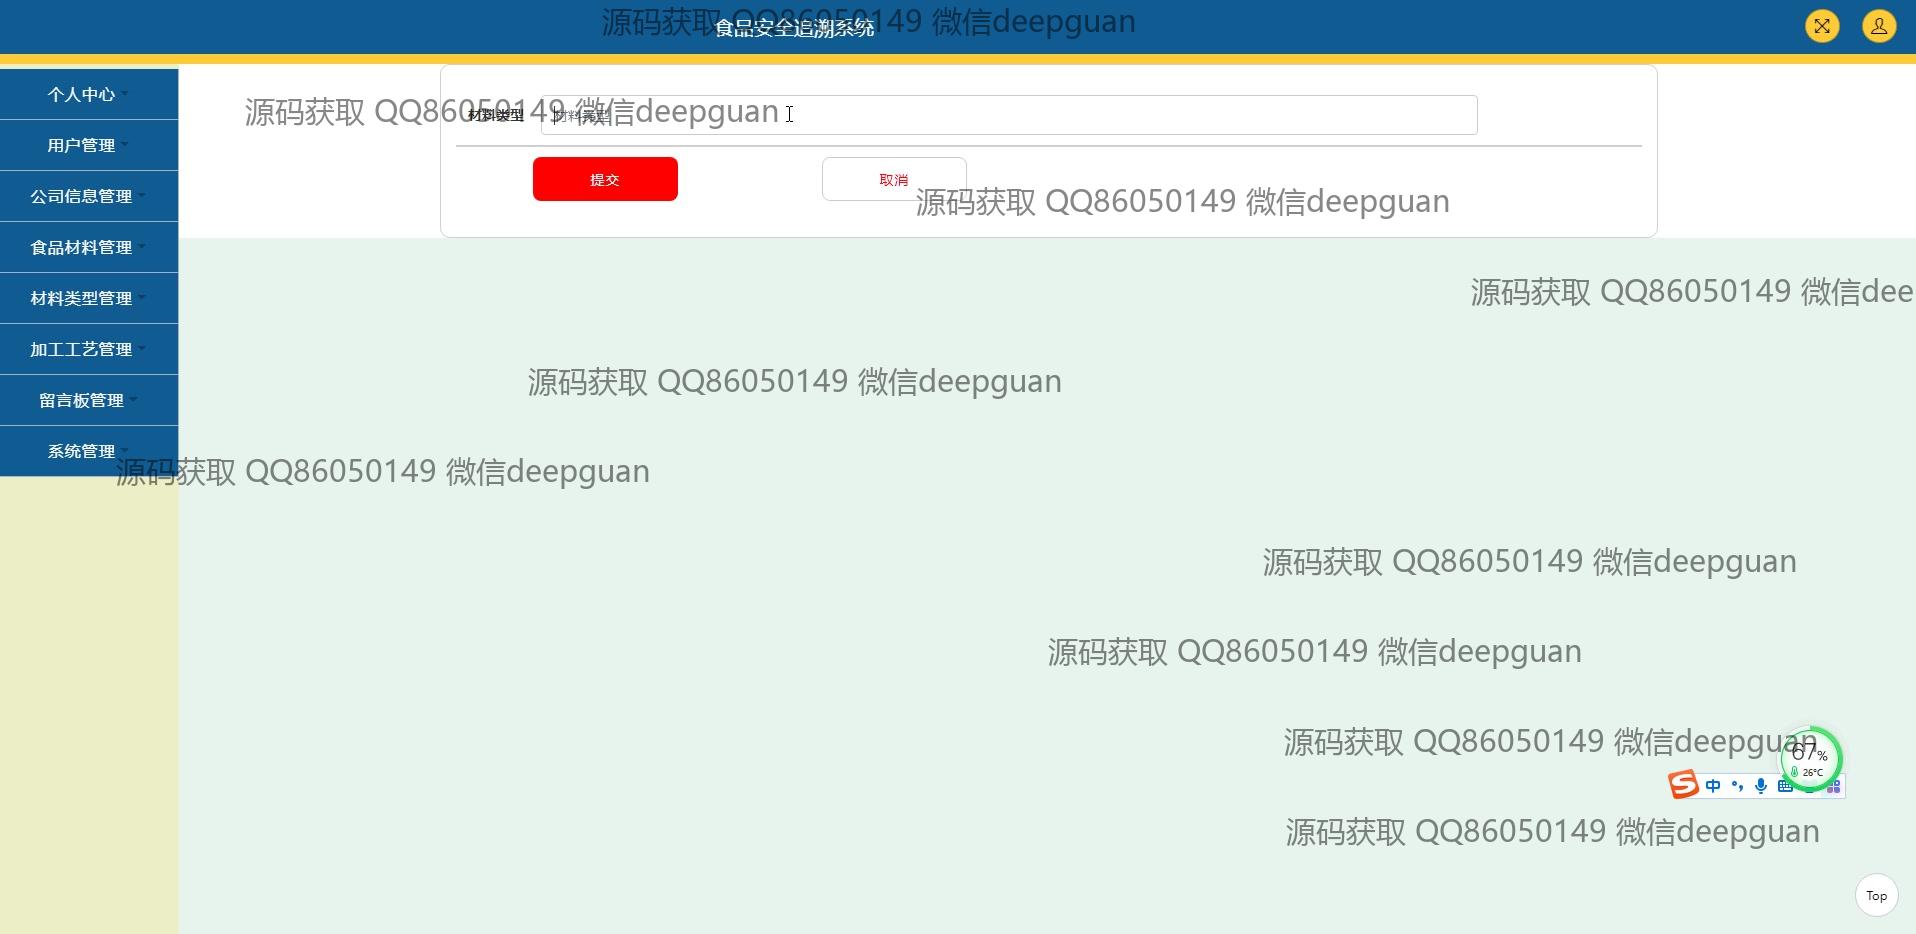 源码获取 QQ86050149 微信deepguan
食品安全追溯系统
个人中心
用户管理
公司信息管理
食品材料管理
材料类型管理
加工工艺管理
留言板管理
系统管理
源码获取 QQ86050149 微信deepguan
材料类型
材料类型
提交
取消
源码获取 QQ86050149 微信deepguan
源码获取 QQ86050149 微信dee
源码获取 QQ86050149 微信deepguan
源码获取 QQ86050149 微信deepguan
源码获取 QQ86050149 微信deepguan
源码获取 QQ86050149 微信deepguan
源码获取 QQ86050149 微信deepguan
67%
26°C
中
源码获取 QQ86050149 微信deepguan
Top